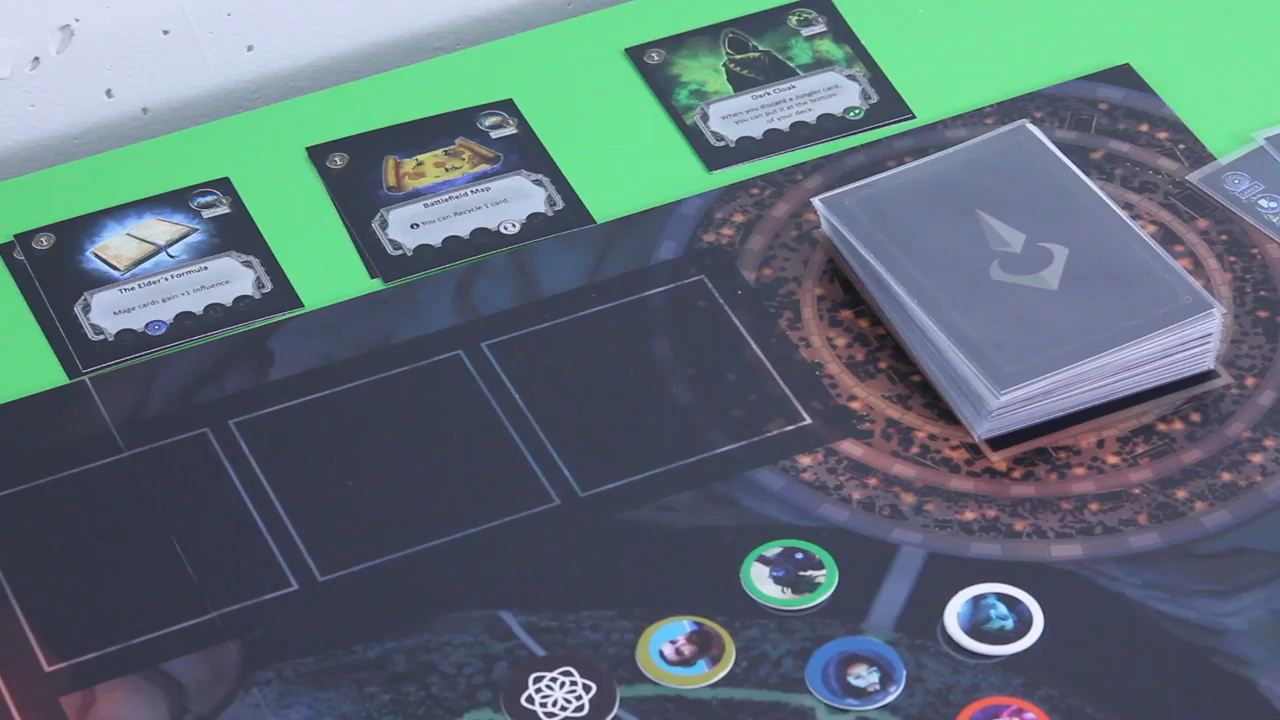 I
The Elder's Formula
Mage cards gain +1 Influence.
I
Battlefield Map
You can Recycle 1 card.
I
Dark Cloak
When you discard a Ringler card,
you can put it at the bottom
of your deck.